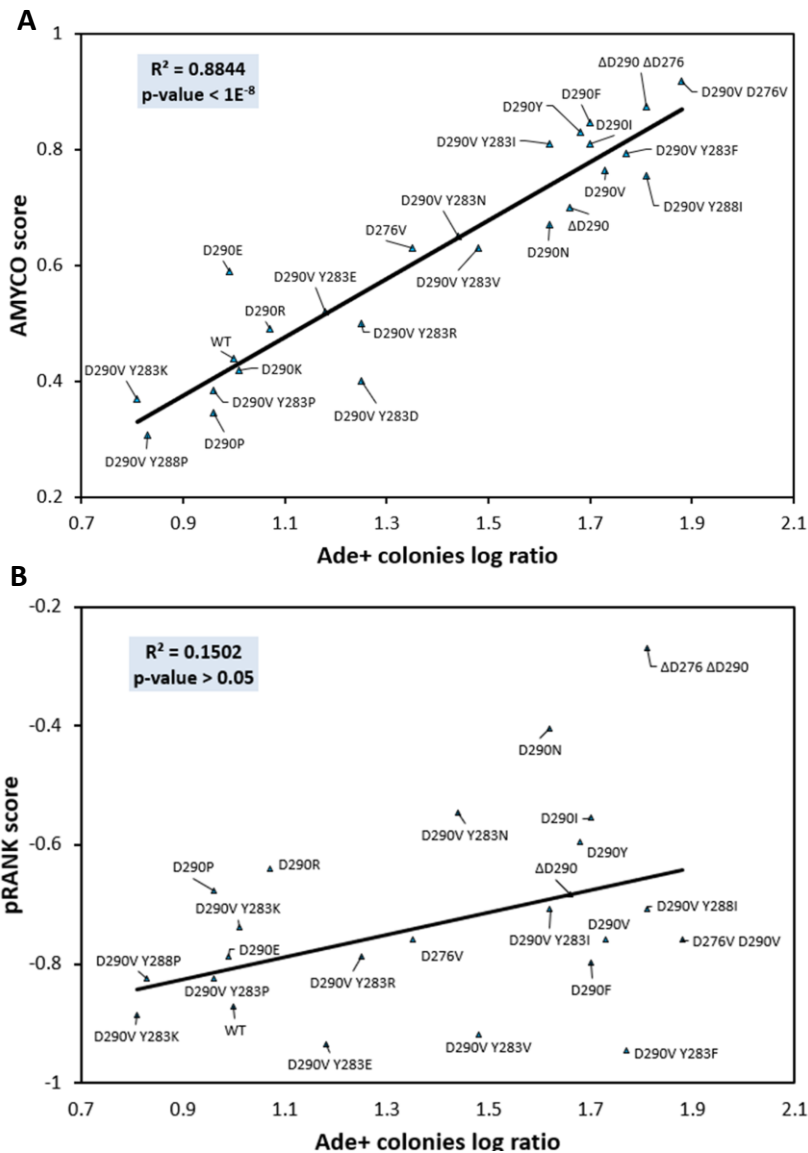 A
R² = 0.8844
p-value < 1E⁻⁸
ΔD290 ΔD276
D290V D276V
D290F
D290Y
D290I
D290V Y283I
D290V Y283F
D290V
D290V Y288I
D290V Y283N
ΔD290
D290N
D276V
D290V Y283V
D290E
D290V Y283E
D290R
D290V Y283R
WT
D290K
D290V Y283K
D290V Y283P
D290V Y283D
D290P
D290V Y288P
AMYCO score
1
0.8
0.6
0.4
0.2
0.7 0.9 1.1 1.3 1.5 1.7 1.9 2.1
Ade+ colonies log ratio
B
R² = 0.1502
p-value > 0.05
ΔD276 ΔD290
D290N
D290V Y283N
D290I
D290Y
D290P
D290R
ΔD290
D290V Y283K
D290V Y288I
D290V
D290V Y283I
D276V D290V
D290E
D276V
D290V Y288P
D290V Y283R
D290F
D290V Y283P
WT
D290V Y283K
D290V Y283V
D290V Y283F
D290V Y283E
pRANK score
-0.2
-0.4
-0.6
-0.8
-1
0.7 0.9 1.1 1.3 1.5 1.7 1.9 2.1
Ade+ colonies log ratio